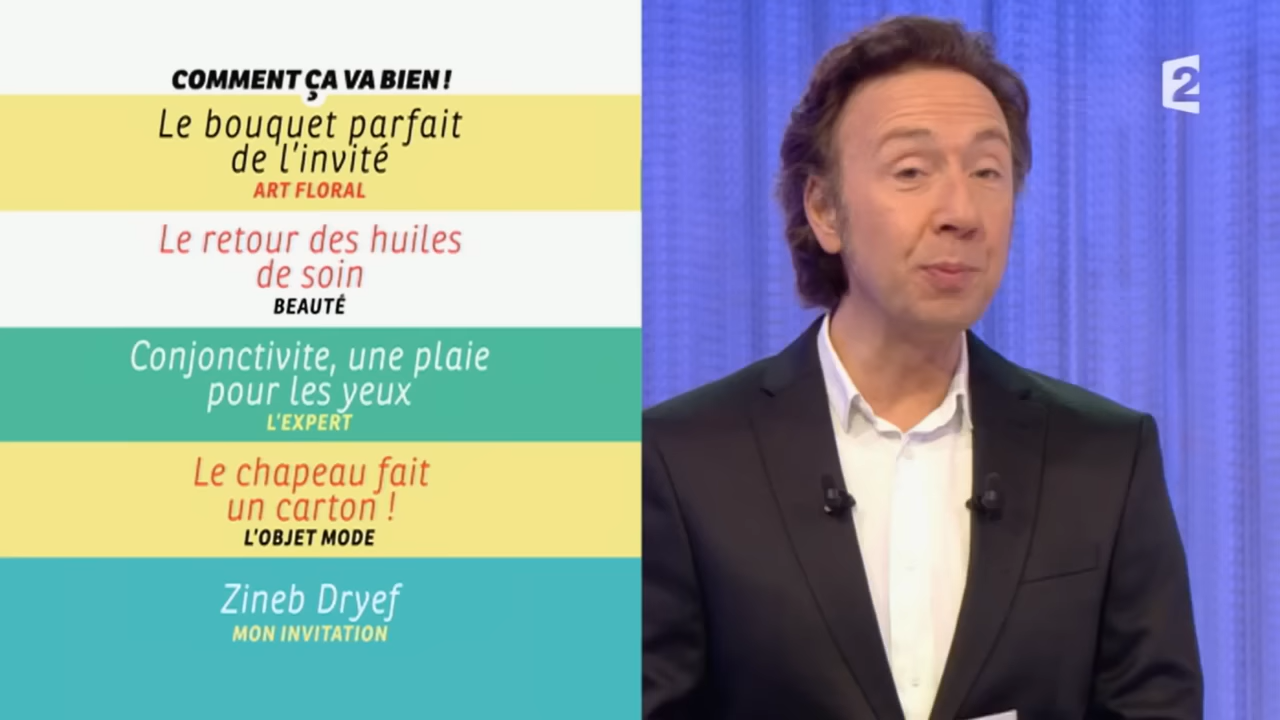 COMMENT ÇA VA BIEN !
Le bouquet parfait
de l'invité
ART FLORAL
Le retour des huiles
de soin
BEAUTÉ
Conjonctivite, une plaie
pour les yeux
L'EXPERT
Le chapeau fait
un carton !
L'OBJET MODE
Zineb Dryef
MON INVITATION
2